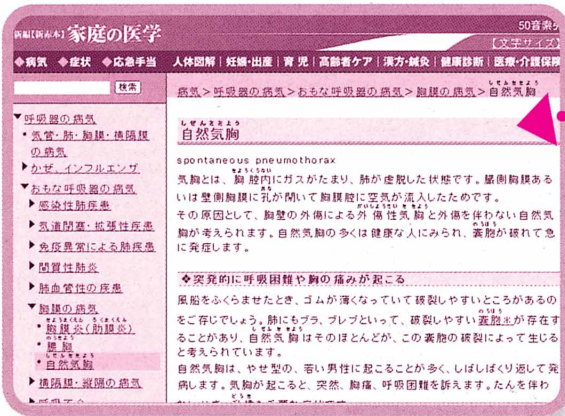 新編[新赤本]家庭の医学
50音索
【文字サイズ】
◆病気 ◆症状 ◆応急手当 人体図解 | 妊娠・出産 | 育児 | 高齢者ケア | 漢方・鍼灸 | 健康診断 | 医療・介護保険
検索
▼呼吸器の病気
・気管・肺・胸膜・横隔膜
の病気
▶かぜ、インフルエンザ
▼おもな呼吸器の病気
▶感染性肺疾患
▶気道閉塞・拡張性疾患
▶免疫異常による肺疾患
▶間質性肺炎
▶肺血管性の疾患
▼胸膜の病気
・胸膜炎(肋膜炎)
・膿胸
・自然気胸
▶横隔膜・縦隔の病気
病気>呼吸器の病気>おもな呼吸器の病気>胸膜の病気>自然気胸
しぜんききょう
自然気胸
spontaneous pneumothorax
気胸とは、胸腔内にガスがたまり、肺が虚脱した状態です。臓側胸膜ある
いは壁側胸膜に孔が開いて胸膜腔に空気が流入したためです。
その原因として、胸壁の外傷による外傷性気胸と外傷を伴わない自然気
胸が考えられます。自然気胸の多くは健康な人にみられ、嚢胞が破れて急
に発症します。
❖突発的に呼吸困難や胸の痛みが起こる
風船をふくらませたとき、ゴムが薄くなっていて破裂しやすいところがあるの
をご存じでしょう。肺にもブラ、ブレブといって、破裂しやすい嚢胞※が存在す
ることがあり、自然気胸はそのほとんどが、この嚢胞の破裂によって生じる
と考えられています。
自然気胸は、やせ型の、若い男性に起こることが多く、しばしばくり返して発
病します。気胸が起こると、突然、胸痛、呼吸困難を訴えます。たんを伴わ